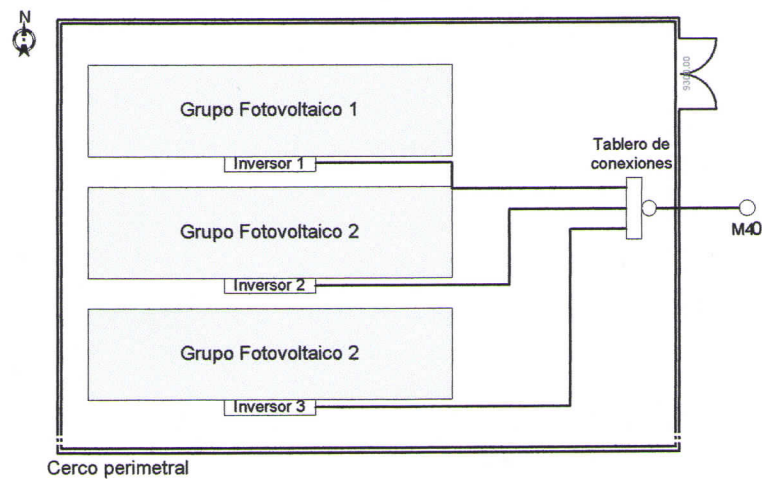 N
Grupo Fotovoltaico 1
Inversor 1
Grupo Fotovoltaico 2
Inversor 2
Grupo Fotovoltaico 2
Inversor 3
Tablero de
conexiones
M40
Cerco perimetral